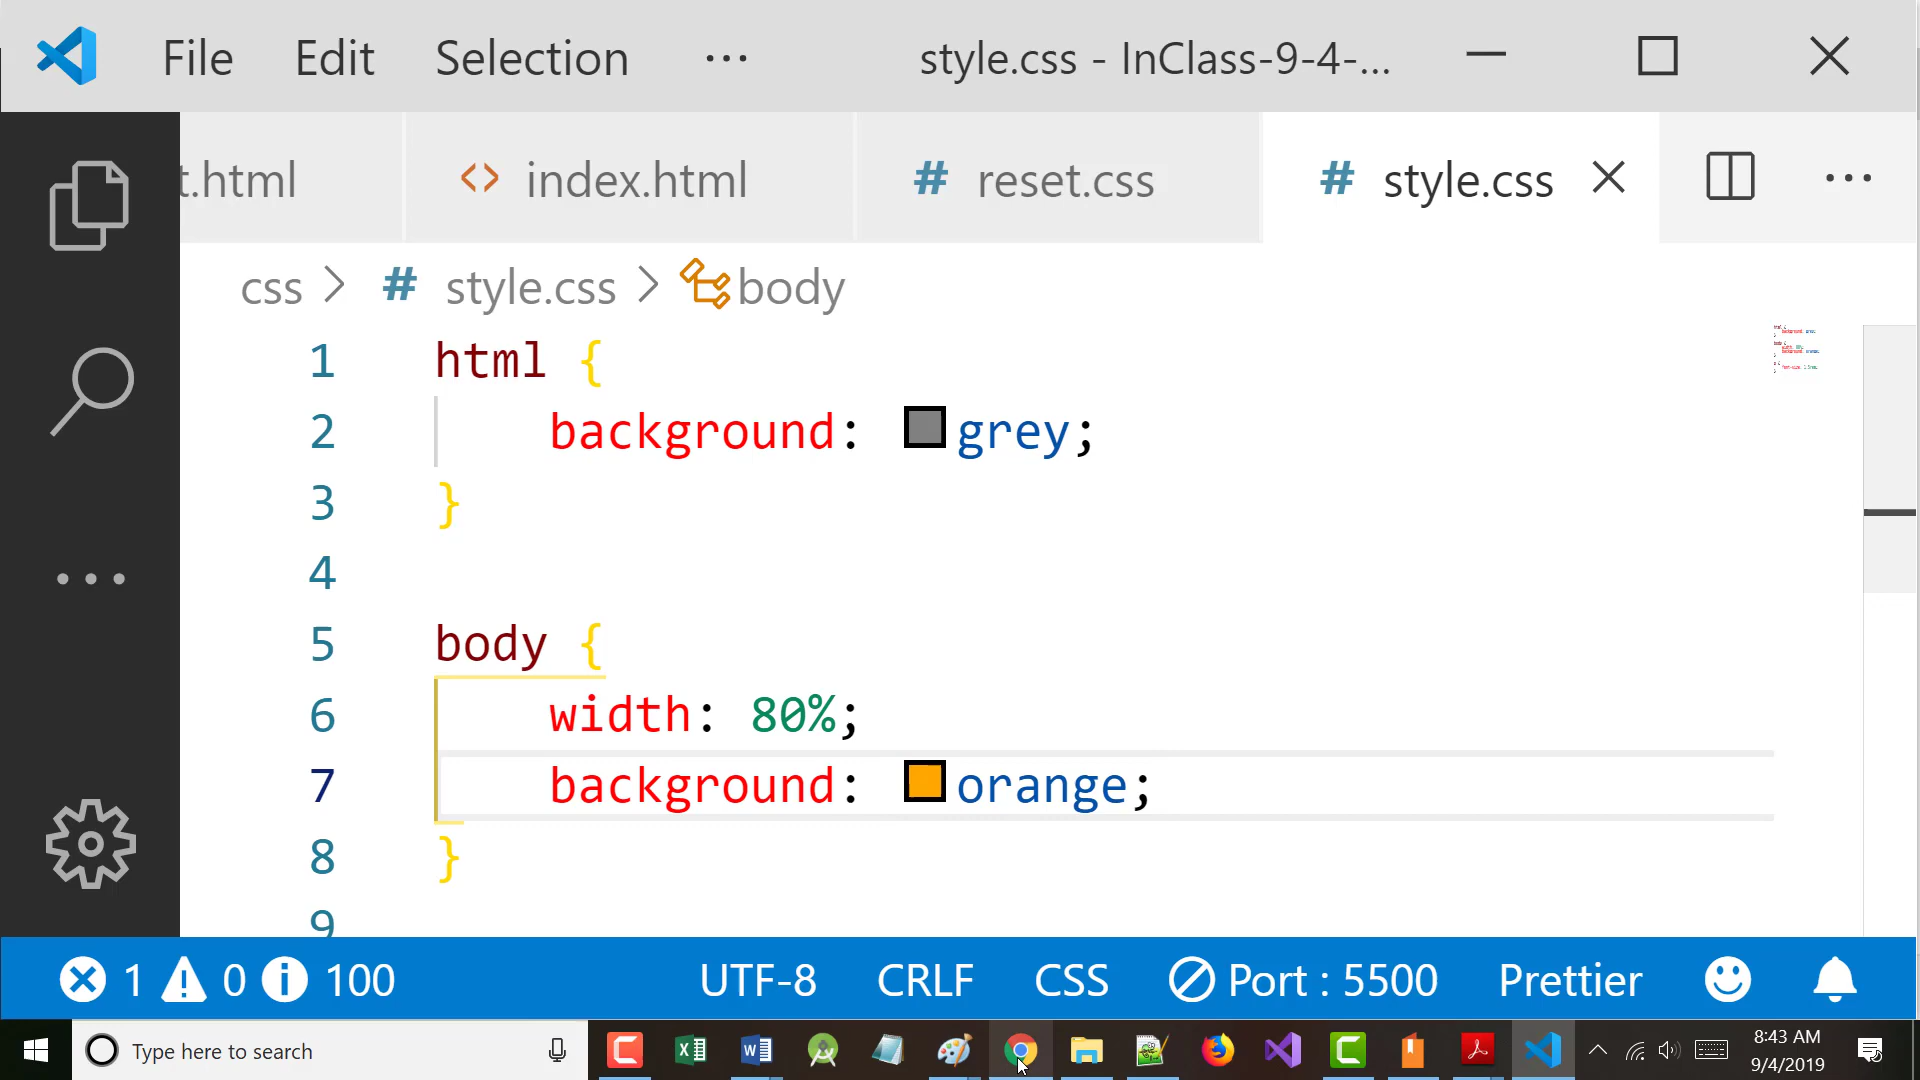 File Edit Selection ··· style.css - InClass-9-4-...
t.html index.html # reset.css # style.css
css > # style.css > body
1 html {
2 background: grey;
3 }
4
5 body {
6 width: 80%;
7 background: orange;
8 }
9
1 0 100 UTF-8 CRLF CSS Port : 5500 Prettier
Type here to search
8:43 AM
9/4/2019